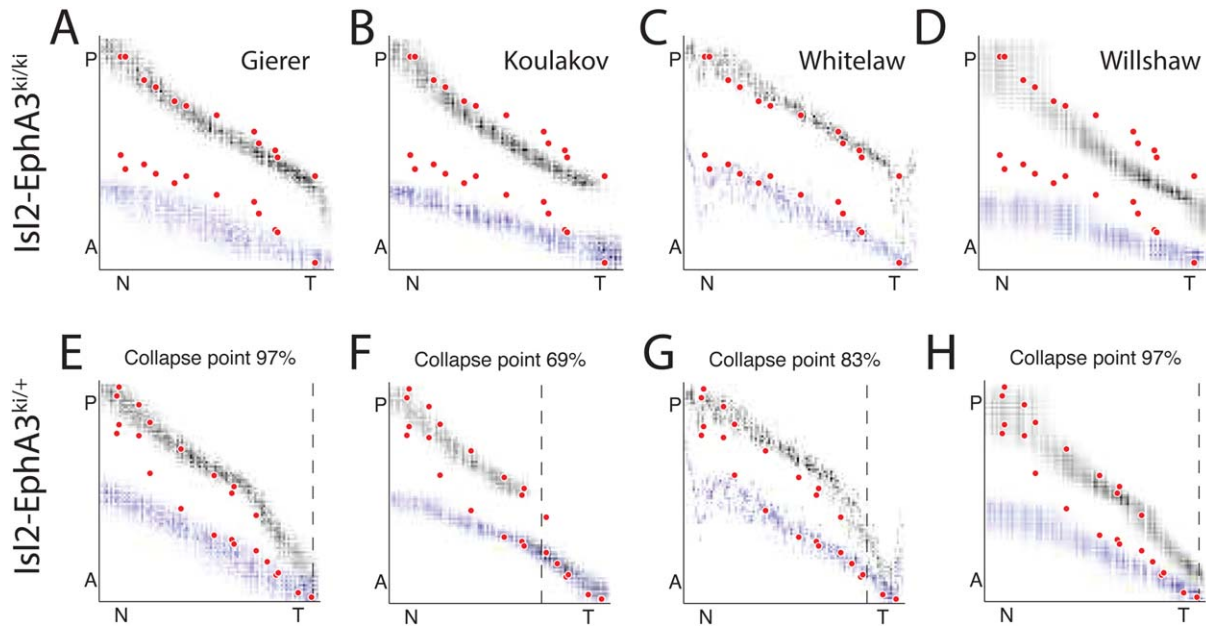 A
B
C
D
Gierer
Koulakov
Whitelaw
Willshaw
Isl2-EphA3ki/ki
P
A
N
T
P
A
N
T
P
A
N
T
P
A
N
T
E
F
G
H
Collapse point 97%
Collapse point 69%
Collapse point 83%
Collapse point 97%
Isl2-EphA3ki/+
P
A
N
T
P
A
N
T
P
A
N
T
P
A
N
T